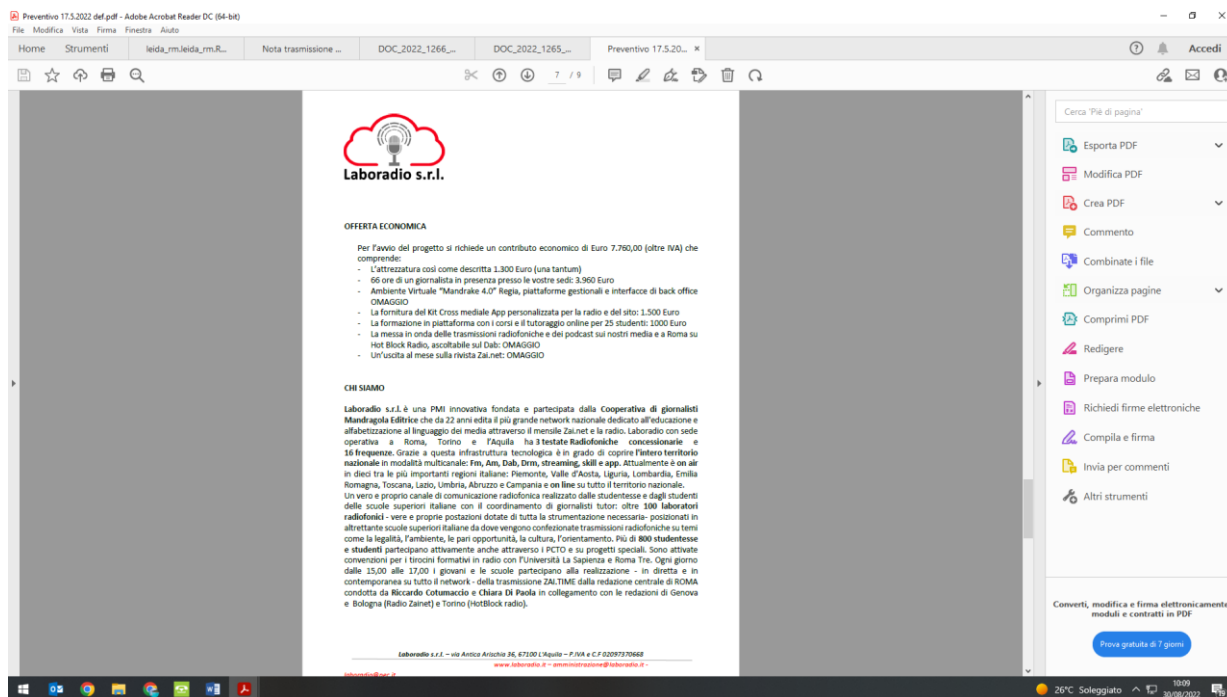 Preventivo 17.5.2022 def.pdf - Adobe Acrobat Reader DC (64-bit)
File Modifica Vista Firma Finestra Aiuto
Home Strumenti leida_rm.leida_rm.R... Nota trasmissione ... DOC_2022_1266_... DOC_2022_1265_... Preventivo 17.5.20... × Accedi
7 / 9
Laboradio s.r.l.
OFFERTA ECONOMICA
Per l'avvio del progetto si richiede un contributo economico di Euro 7.760,00 (oltre IVA) che
comprende:
- L'attrezzatura così come descritta 1.300 Euro (una tantum)
- 66 ore di un giornalista in presenza presso le vostre sedi: 3.960 Euro
- Ambiente Virtuale "Mandrake 4.0" Regia, piattaforme gestionali e interfacce di back office
OMAGGIO
- La fornitura del Kit Cross mediale App personalizzata per la radio e del sito: 1.500 Euro
- La formazione in piattaforma con i corsi e il tutoraggio online per 25 studenti: 1000 Euro
- La messa in onda delle trasmissioni radiofoniche e dei podcast sui nostri media e a Roma su
Hot Block Radio, ascoltabile sul Dab: OMAGGIO
- Un'uscita al mese sulla rivista Zai.net: OMAGGIO
CHI SIAMO
Laboradio s.r.l. è una PMI innovativa fondata e partecipata dalla Cooperativa di giornalisti
Mandragola Editrice che da 22 anni edita il più grande network nazionale dedicato all'educazione e
alfabetizzazione al linguaggio dei media attraverso il mensile Zai.net e la radio. Laboradio con sede
operativa a Roma, Torino e l'Aquila ha 3 testate Radiofoniche concessionarie e
16 frequenze. Grazie a questa infrastruttura tecnologica è in grado di coprire l'intero territorio
nazionale in modalità multicanale: Fm, Am, Dab, Drm, streaming, skill e app. Attualmente è on air
in dieci tra le più importanti regioni italiane: Piemonte, Valle d'Aosta, Liguria, Lombardia, Emilia
Romagna, Toscana, Lazio, Umbria, Abruzzo e Campania e on line su tutto il territorio nazionale.
Un vero e proprio canale di comunicazione radiofonica realizzato dalle studentesse e dagli studenti
delle scuole superiori italiane con il coordinamento di giornalisti tutor: oltre 100 laboratori
radiofonici - vere e proprie postazioni dotate di tutta la strumentazione necessaria- posizionati in
altrettante scuole superiori italiane da dove vengono confezionate trasmissioni radiofoniche su temi
come la legalità, l'ambiente, le pari opportunità, la cultura, l'orientamento. Più di 800 studentesse
e studenti partecipano attivamente anche attraverso i PCTO e su progetti speciali. Sono attivate
convenzioni per i tirocini formativi in radio con l'Università La Sapienza e Roma Tre. Ogni giorno
dalle 15,00 alle 17,00 i giovani e le scuole partecipano alla realizzazione - in diretta e in
contemporanea su tutto il network - della trasmissione ZAI.TIME dalla redazione centrale di ROMA
condotta da Riccardo Cotumaccio e Chiara Di Paola in collegamento con le redazioni di Genova
e Bologna (Radio Zainet) e Torino (HotBlock radio).
Laboradio s.r.l. – via Antica Arischia 36, 67100 L'Aquila – P.IVA e C.F 02097370668
www.laboradio.it – amministrazione@laboradio.it -
laboradio@pec.it
Cerca 'Piè di pagina'
Esporta PDF
Modifica PDF
Crea PDF
Commento
Combinate i file
Organizza pagine
Comprimi PDF
Redigere
Prepara modulo
Richiedi firme elettroniche
Compila e firma
Invia per commenti
Altri strumenti
Converti, modifica e firma elettronicamente
moduli e contratti in PDF
Prova gratuita di 7 giorni
26°C Soleggiato
10:09
30/08/2022